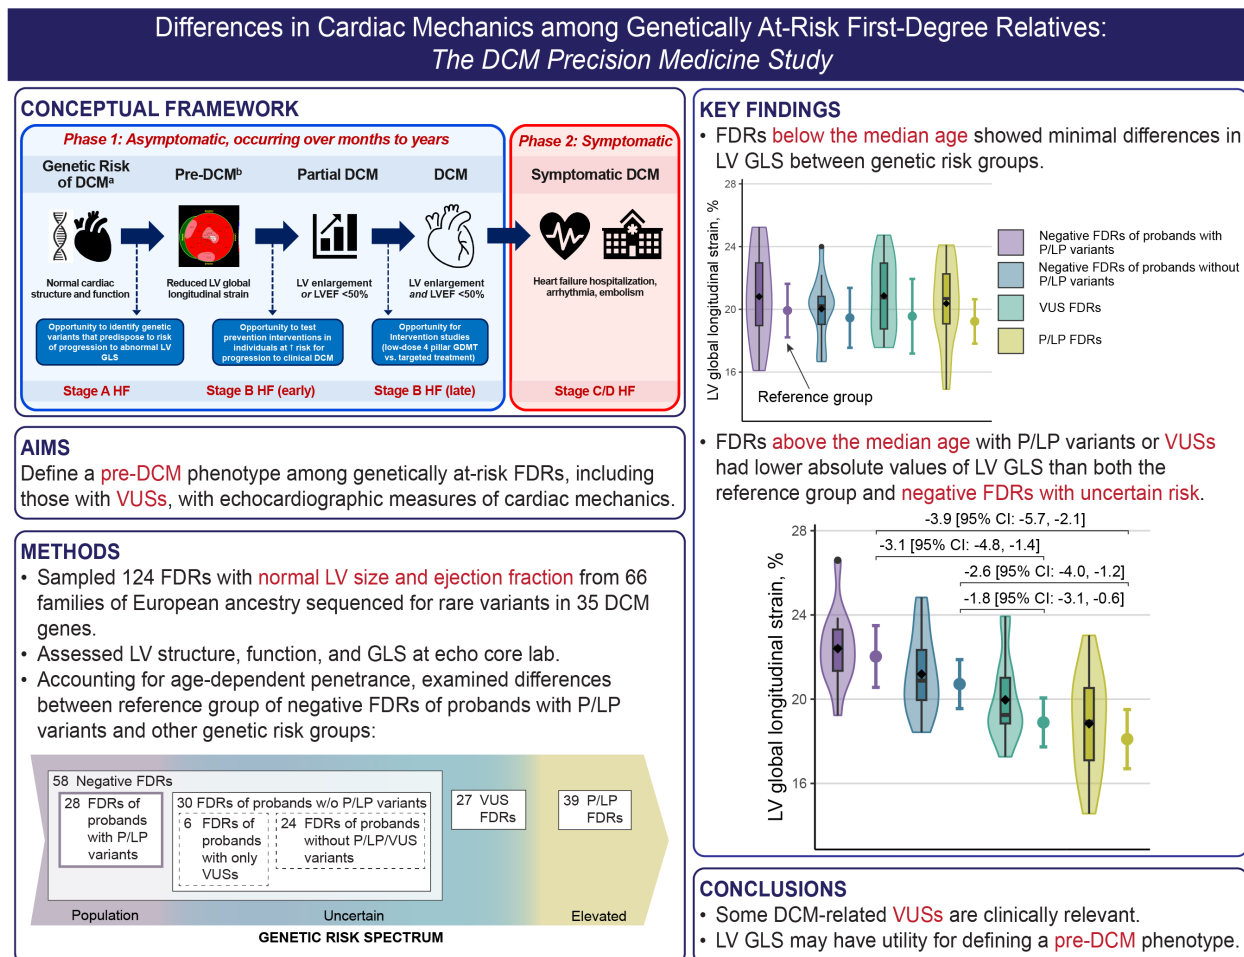 Differences in Cardiac Mechanics among Genetically At-Risk First-Degree Relatives:
The DCM Precision Medicine Study
CONCEPTUAL FRAMEWORK
Phase 1: Asymptomatic, occurring over months to years
Phase 2: Symptomatic
Genetic Risk
of DCMᵃ
Pre-DCMᵇ
Partial DCM
DCM
Symptomatic DCM
Normal cardiac
structure and function
Reduced LV global
longitudinal strain
LV enlargement
or LVEF <50%
LV enlargement
and LVEF <50%
Heart failure hospitalization,
arrhythmia, embolism
Opportunity to identify genetic
variants that predispose to risk
of progression to abnormal LV
GLS
Opportunity to test
prevention interventions in
individuals at ↑ risk for
progression to clinical DCM
Opportunity for
Intervention studies
(low-dose 4 pillar GDMT
vs. targeted treatment)
Stage A HF
Stage B HF (early)
Stage B HF (late)
Stage C/D HF
AIMS
Define a pre-DCM phenotype among genetically at-risk FDRs, including
those with VUSs, with echocardiographic measures of cardiac mechanics.
METHODS
• Sampled 124 FDRs with normal LV size and ejection fraction from 66
families of European ancestry sequenced for rare variants in 35 DCM
genes.
• Assessed LV structure, function, and GLS at echo core lab.
• Accounting for age-dependent penetrance, examined differences
between reference group of negative FDRs of probands with P/LP
variants and other genetic risk groups:
58 Negative FDRs
28 FDRs of
probands
with P/LP
variants
30 FDRs of probands w/o P/LP variants
6 FDRs of
probands
with only
VUSs
24 FDRs of probands
without P/LP/VUS
variants
27 VUS
FDRs
39 P/LP
FDRs
Population
Uncertain
Elevated
GENETIC RISK SPECTRUM
KEY FINDINGS
• FDRs below the median age showed minimal differences in
LV GLS between genetic risk groups.
LV global longitudinal strain, %
28
24
20
16
Reference group
Negative FDRs of probands with
P/LP variants
Negative FDRs of probands without
P/LP variants
VUS FDRs
P/LP FDRs
• FDRs above the median age with P/LP variants or VUSs
had lower absolute values of LV GLS than both the
reference group and negative FDRs with uncertain risk.
LV global longitudinal strain, %
28
24
20
16
-3.9 [95% CI: -5.7, -2.1]
-3.1 [95% CI: -4.8, -1.4]
-2.6 [95% CI: -4.0, -1.2]
-1.8 [95% CI: -3.1, -0.6]
CONCLUSIONS
• Some DCM-related VUSs are clinically relevant.
• LV GLS may have utility for defining a pre-DCM phenotype.